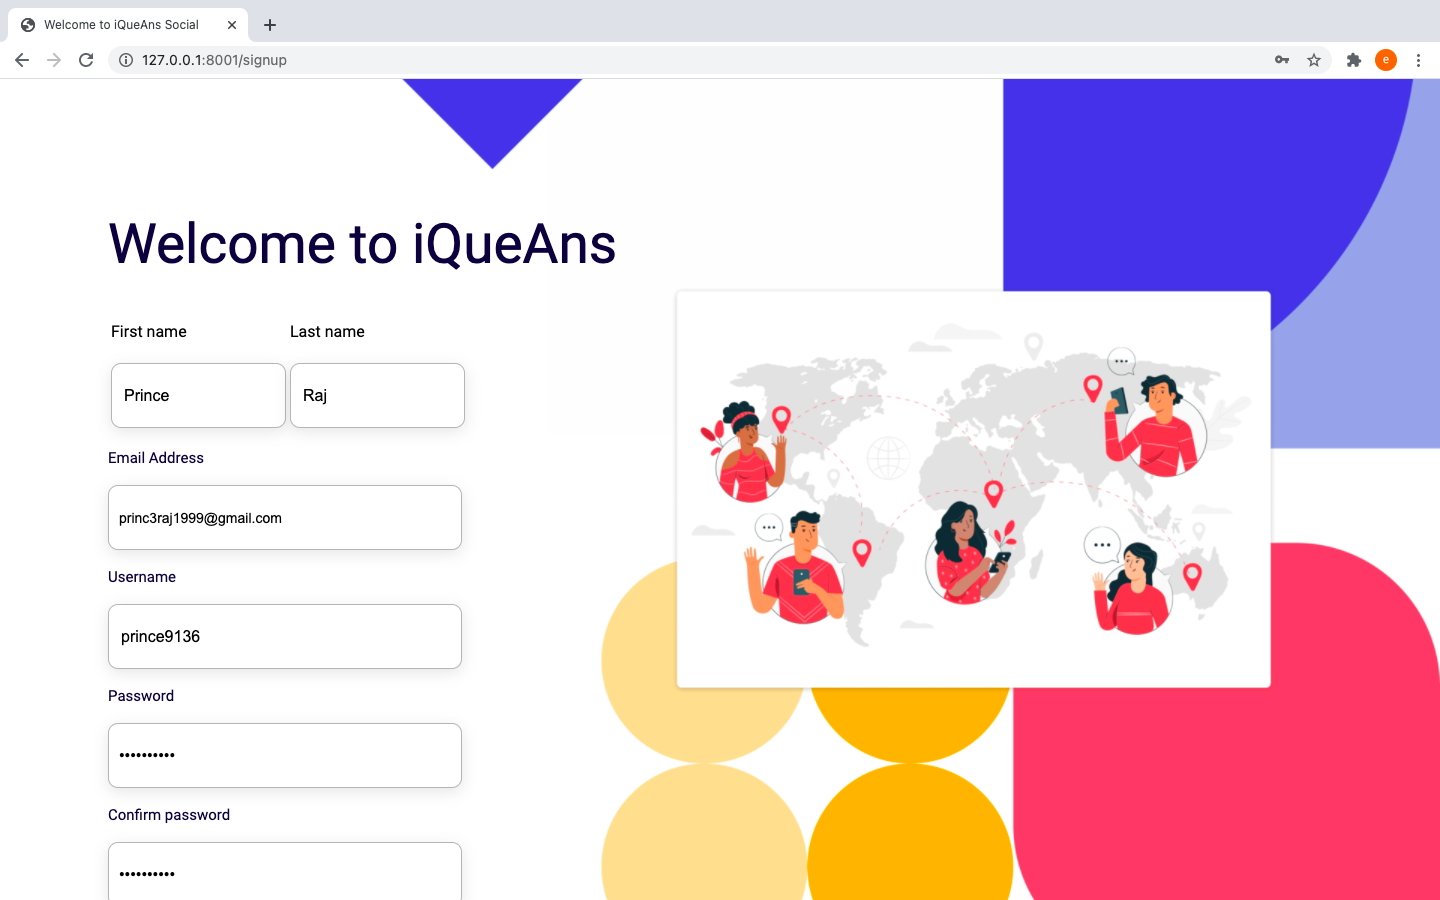 Welcome to iQueAns Social
127.0.0.1:8001/signup
e
Welcome to iQueAns
First name
Last name
Prince
Raj
Email Address
princ3raj1999@gmail.com
Username
prince9136
Password
••••••••••
Confirm password
••••••••••